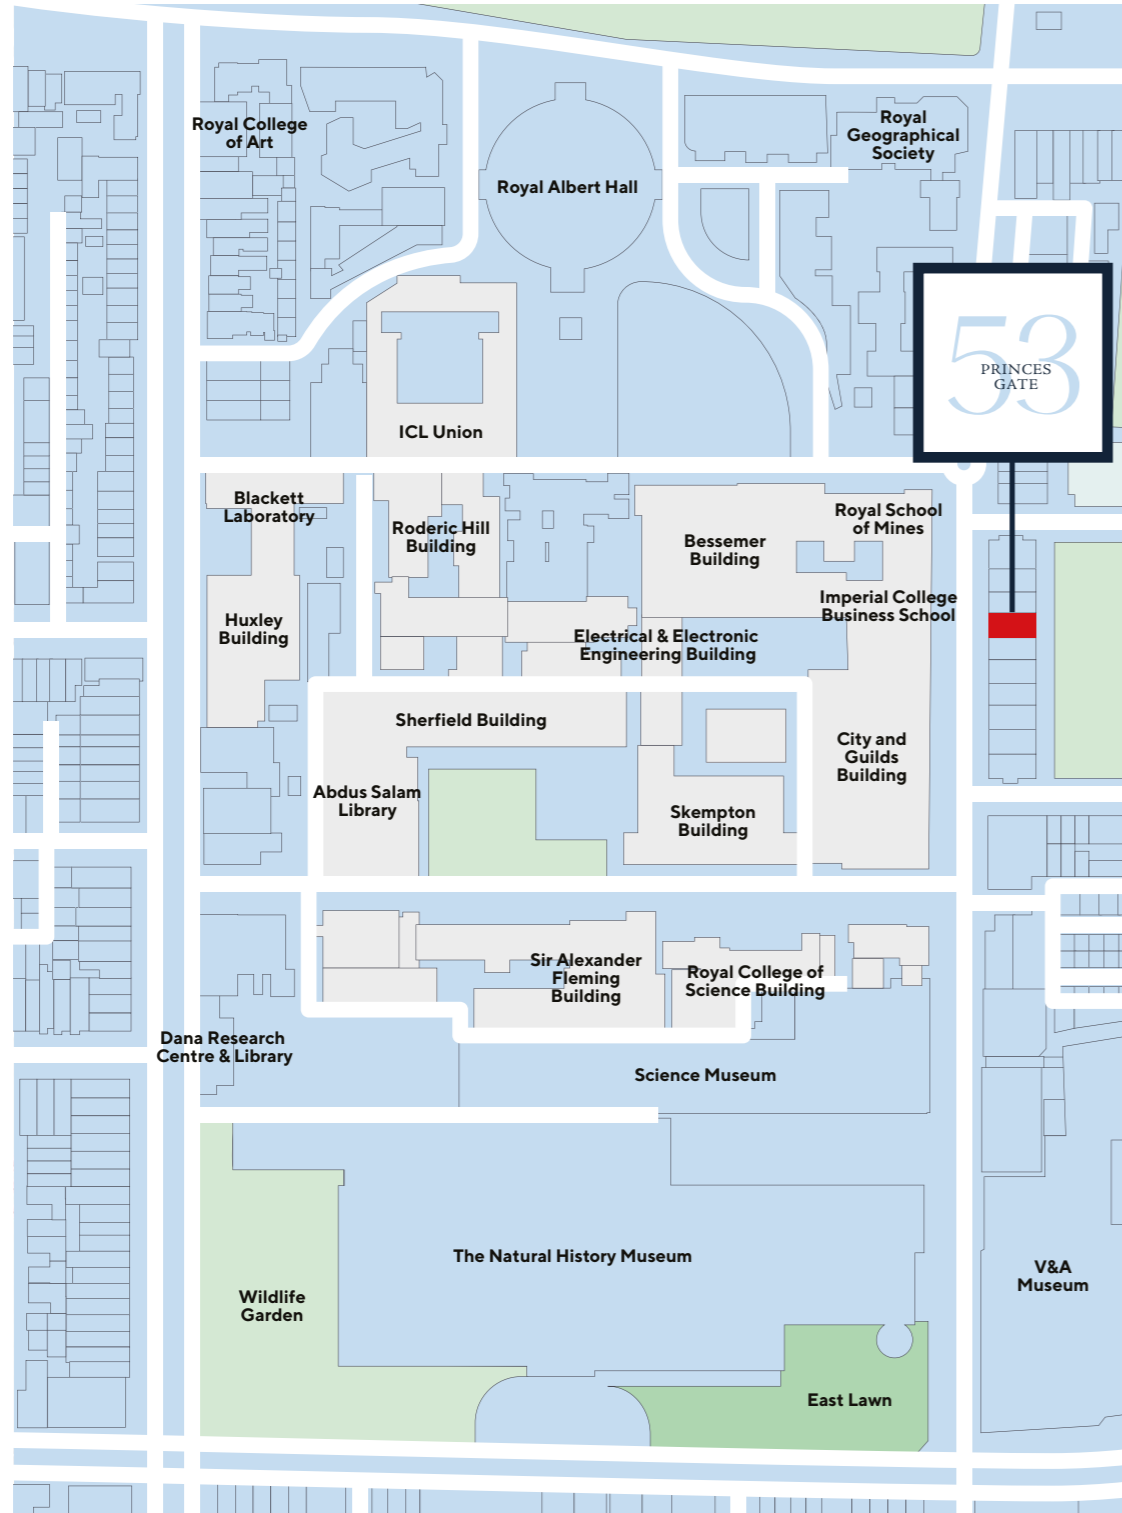 Royal College
of Art
Royal Albert Hall
Royal
Geographical
Society
53
PRINCES
GATE
ICL Union
Blackett
Laboratory
Roderic Hill
Building
Bessemer
Building
Royal School
of Mines
Huxley
Building
Electrical & Electronic
Engineering Building
Imperial College
Business School
Sherfield Building
City and
Guilds
Building
Abdus Salam
Library
Skempton
Building
Sir Alexander
Fleming
Building
Royal College of
Science Building
Dana Research
Centre & Library
Science Museum
The Natural History Museum
V&A
Museum
Wildlife
Garden
East Lawn